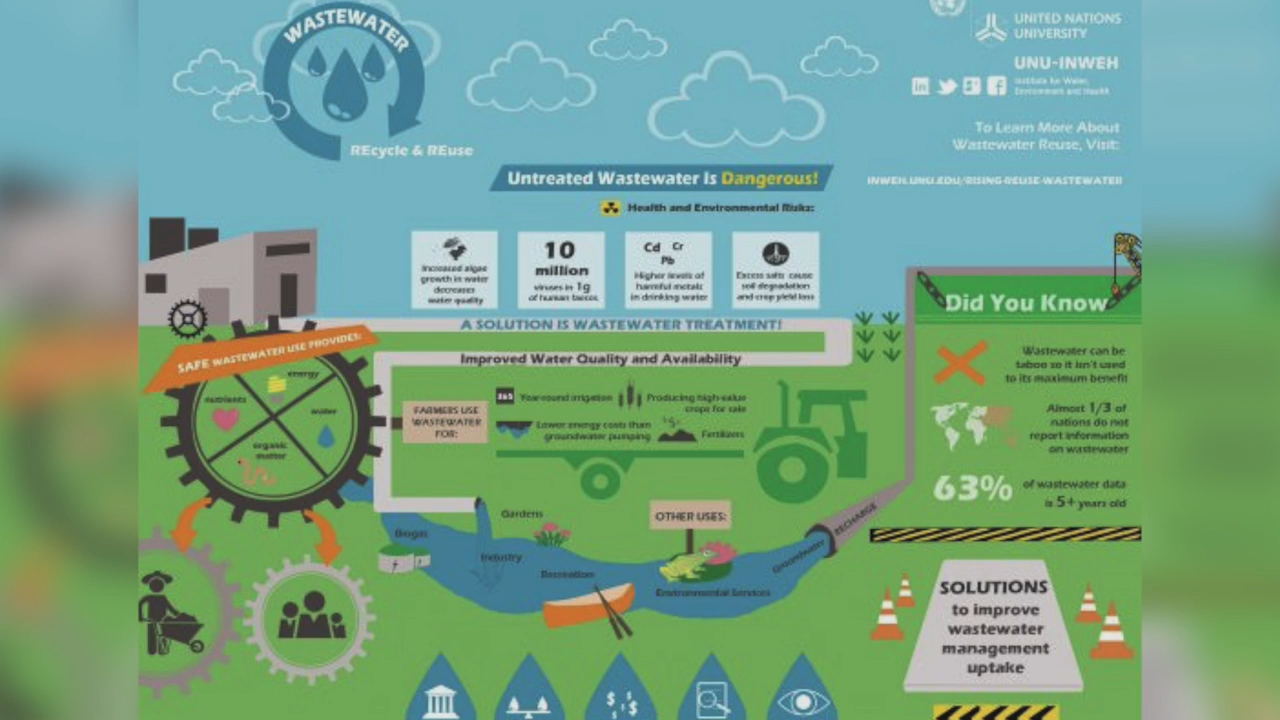 WASTEWATER
REcycle & REuse
UNITED NATIONS
UNIVERSITY
UNU-INWEH
Institute for Water,
Environment and Health
To Learn More About
Wastewater Reuse, Visit:
INWEH.UNU.EDU/RISING-REUSE-WASTEWATER
Untreated Wastewater Is Dangerous!
Health and Environmental Risks:
Increased algae
growth in water
decreases
water quality
10
million
viruses in 1g
of human faeces
Cd Cr
Pb
Higher levels of
harmful metals
in drinking water
Excess salts cause
soil degradation
and crop yield loss
A SOLUTION IS WASTEWATER TREATMENT!
Improved Water Quality and Availability
SAFE WASTEWATER USE PROVIDES:
energy
nutrients
water
organic
matter
FARMERS USE
WASTEWATER
FOR:
365 Year-round irrigation
Producing high-value
crops for sale
Lower energy costs than
groundwater pumping
Fertilizers
Did You Know
Wastewater can be
taboo so it isn't used
to its maximum benefit
Almost 1/3 of
nations do not
report information
on wastewater
63% of wastewater data
is 5+ years old
OTHER USES:
Gardens
Biogas
Industry
Recreation
Environmental Services
Groundwater RECHARGE
SOLUTIONS
to improve
wastewater
management
uptake